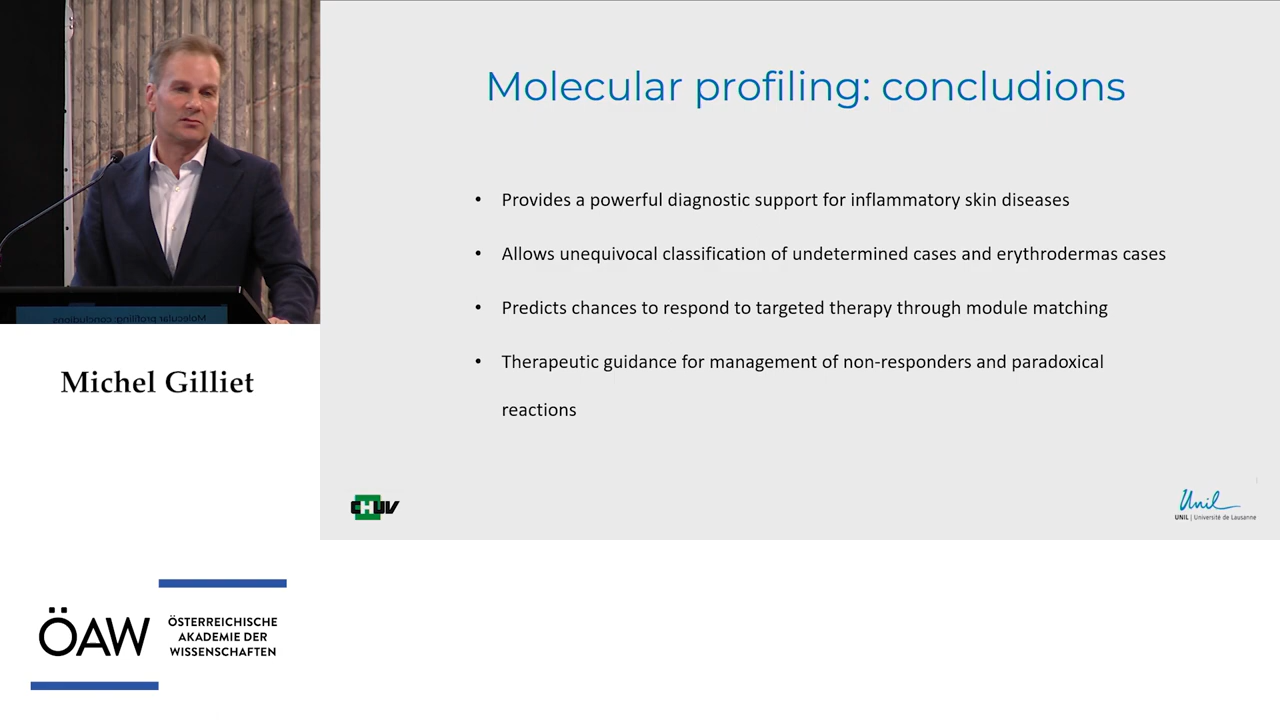 Molecular profiling: concludions
• Provides a powerful diagnostic support for inflammatory skin diseases
• Allows unequivocal classification of undetermined cases and erythrodermas cases
• Predicts chances to respond to targeted therapy through module matching
• Therapeutic guidance for management of non-responders and paradoxical
reactions
CHUV
Unil
UNIL | Université de Lausanne
Michel Gilliet
ÖAW
ÖSTERREICHISCHE
AKADEMIE DER
WISSENSCHAFTEN